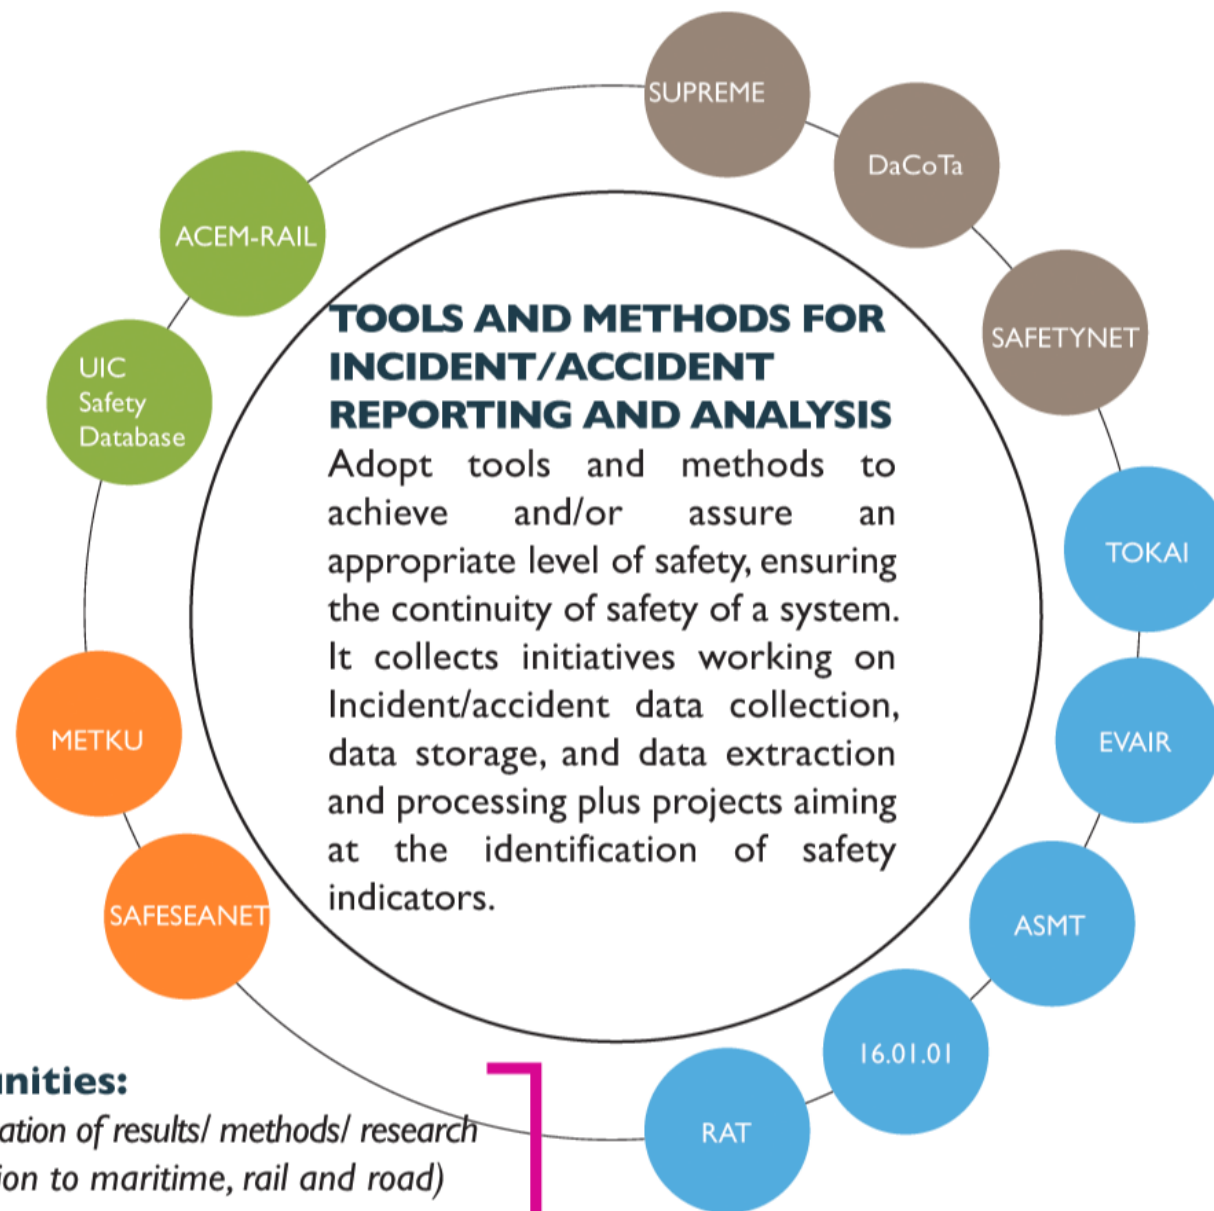 SUPREME
DaCoTa
ACEM-RAIL
SAFETYNET
UIC
Safety
Database
TOOLS AND METHODS FOR
INCIDENT/ACCIDENT
REPORTING AND ANALYSIS
Adopt tools and methods to
achieve and/or assure an
appropriate level of safety, ensuring
the continuity of safety of a system.
It collects initiatives working on
Incident/accident data collection,
data storage, and data extraction
and processing plus projects aiming
at the identification of safety
indicators.
TOKAI
METKU
EVAIR
SAFESEANET
ASMT
16.01.01
RAT
nities:
ation of results/ methods/ research
ion to maritime, rail and road)